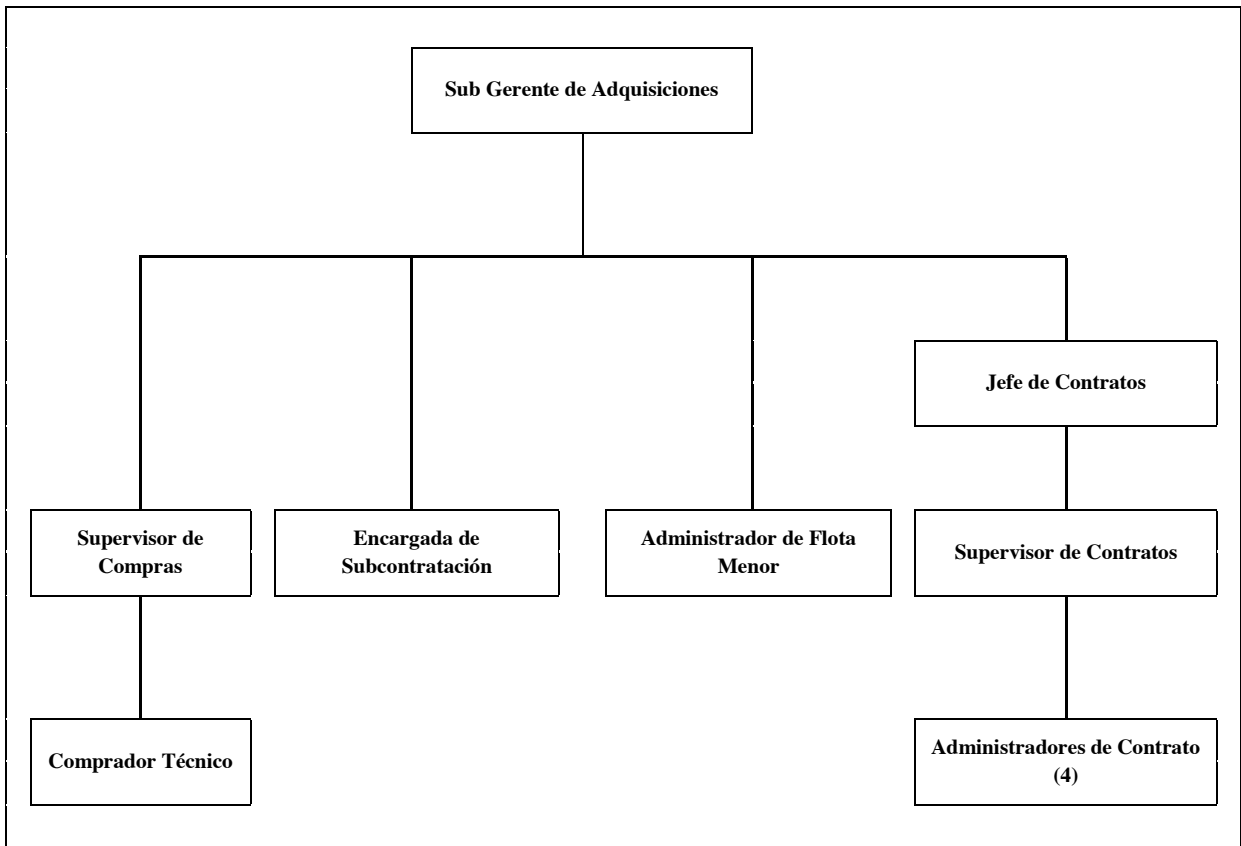 Sub Gerente de Adquisiciones
Jefe de Contratos
Supervisor de
Compras
Encargada de
Subcontratación
Administrador de Flota
Menor
Supervisor de Contratos
Comprador Técnico
Administradores de Contrato
(4)